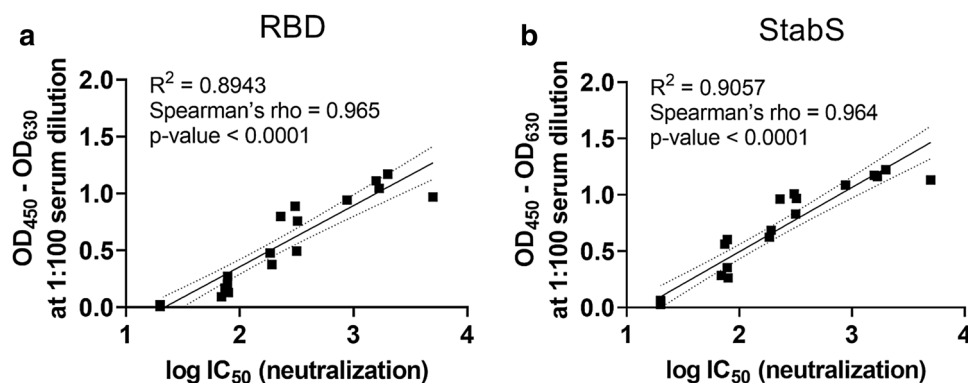 a
RBD
R² = 0.8943
Spearman's rho = 0.965
p-value < 0.0001
OD₄₅₀ - OD₆₃₀
at 1:100 serum dilution
2.0
1.5
1.0
0.5
0.0
1 2 3 4
log IC₅₀ (neutralization)
b
StabS
R² = 0.9057
Spearman's rho = 0.964
p-value < 0.0001
OD₄₅₀ - OD₆₃₀
at 1:100 serum dilution
2.0
1.5
1.0
0.5
0.0
1 2 3 4
log IC₅₀ (neutralization)